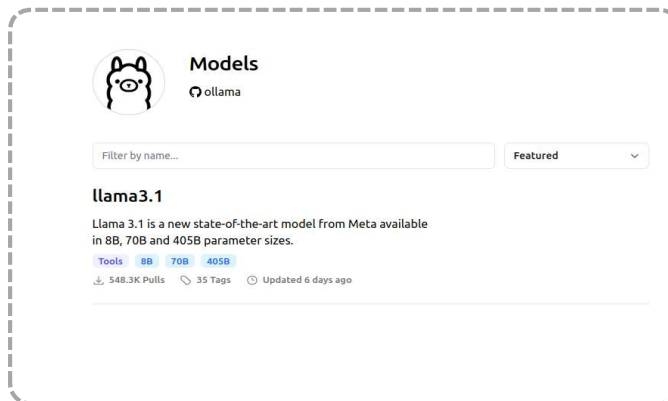 Models
ollama
Filter by name...
Featured
llama3.1
Llama 3.1 is a new state-of-the-art model from Meta available
in 8B, 70B and 405B parameter sizes.
Tools 8B 70B 405B
548.3K Pulls 35 Tags Updated 6 days ago